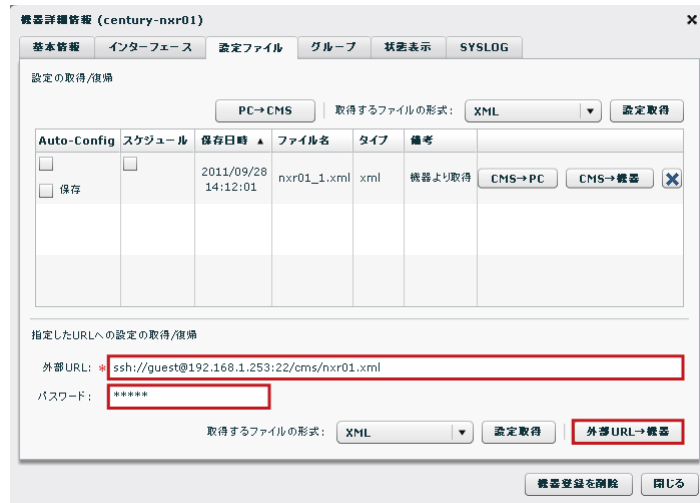 機器詳細情報 (century-nxr01)
基本情報 インターフェース 設定ファイル グループ 状態表示 SYSLOG
設定の取得/復帰
PC→CMS 取得するファイルの形式: XML 設定取得
Auto-Config スケジュール 保存日時 ▲ ファイル名 タイプ 備考
保存 2011/09/28 14:12:01 nxr01_1.xml xml 機器より取得 CMS→PC CMS→機器
指定したURLへの設定の取得/復帰
外部URL: * ssh://guest@192.168.1.253:22/cms/nxr01.xml
パスワード: *****
取得するファイルの形式: XML 設定取得 外部URL→機器
機器登録を削除 閉じる